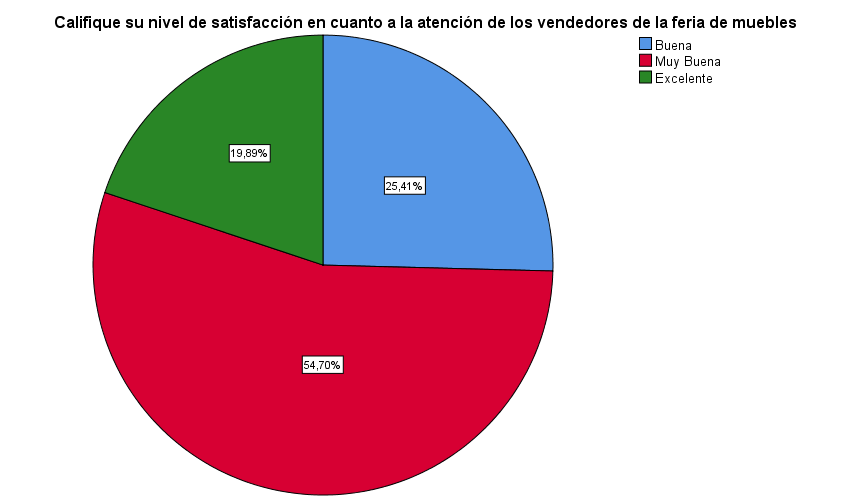 Califique su nivel de satisfacción en cuanto a la atención de los vendedores de la feria de muebles
Buena
Muy Buena
Excelente
19,89%
25,41%
54,70%